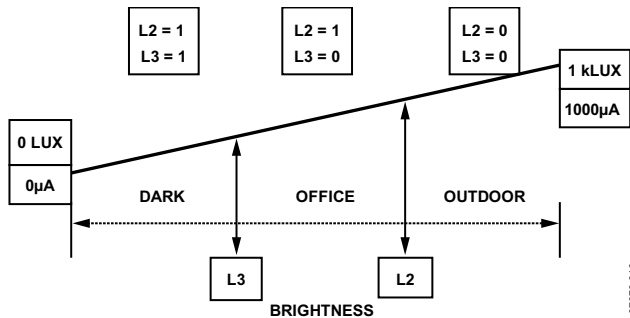 L2 = 1
L3 = 1
L2 = 1
L3 = 0
L2 = 0
L3 = 0
1 kLUX
1000µA
0 LUX
0µA
DARK
OFFICE
OUTDOOR
L3
L2
BRIGHTNESS